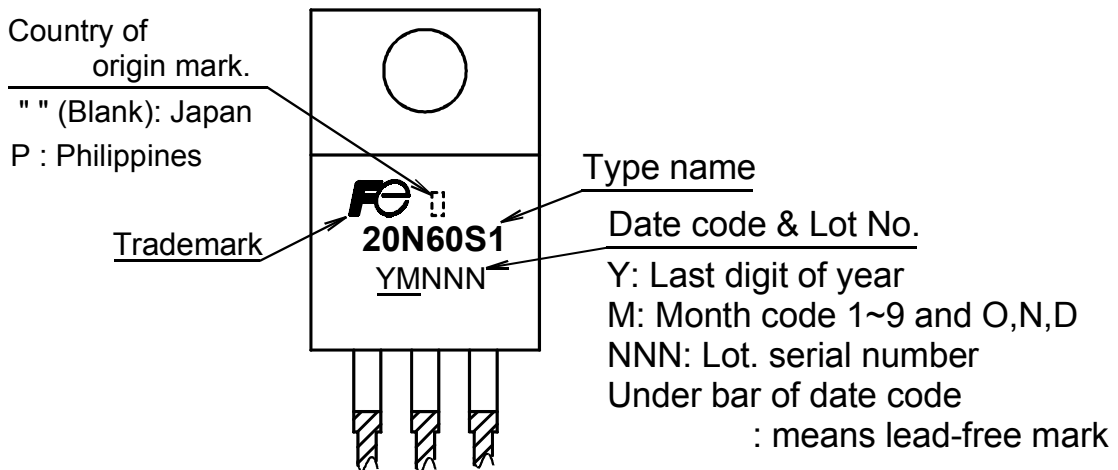 Country of
origin mark.
" " (Blank): Japan
P : Philippines
Trademark
Fe
20N60S1
YMNNN
Type name
Date code & Lot No.
Y: Last digit of year
M: Month code 1~9 and O,N,D
NNN: Lot. serial number
Under bar of date code
: means lead-free mark